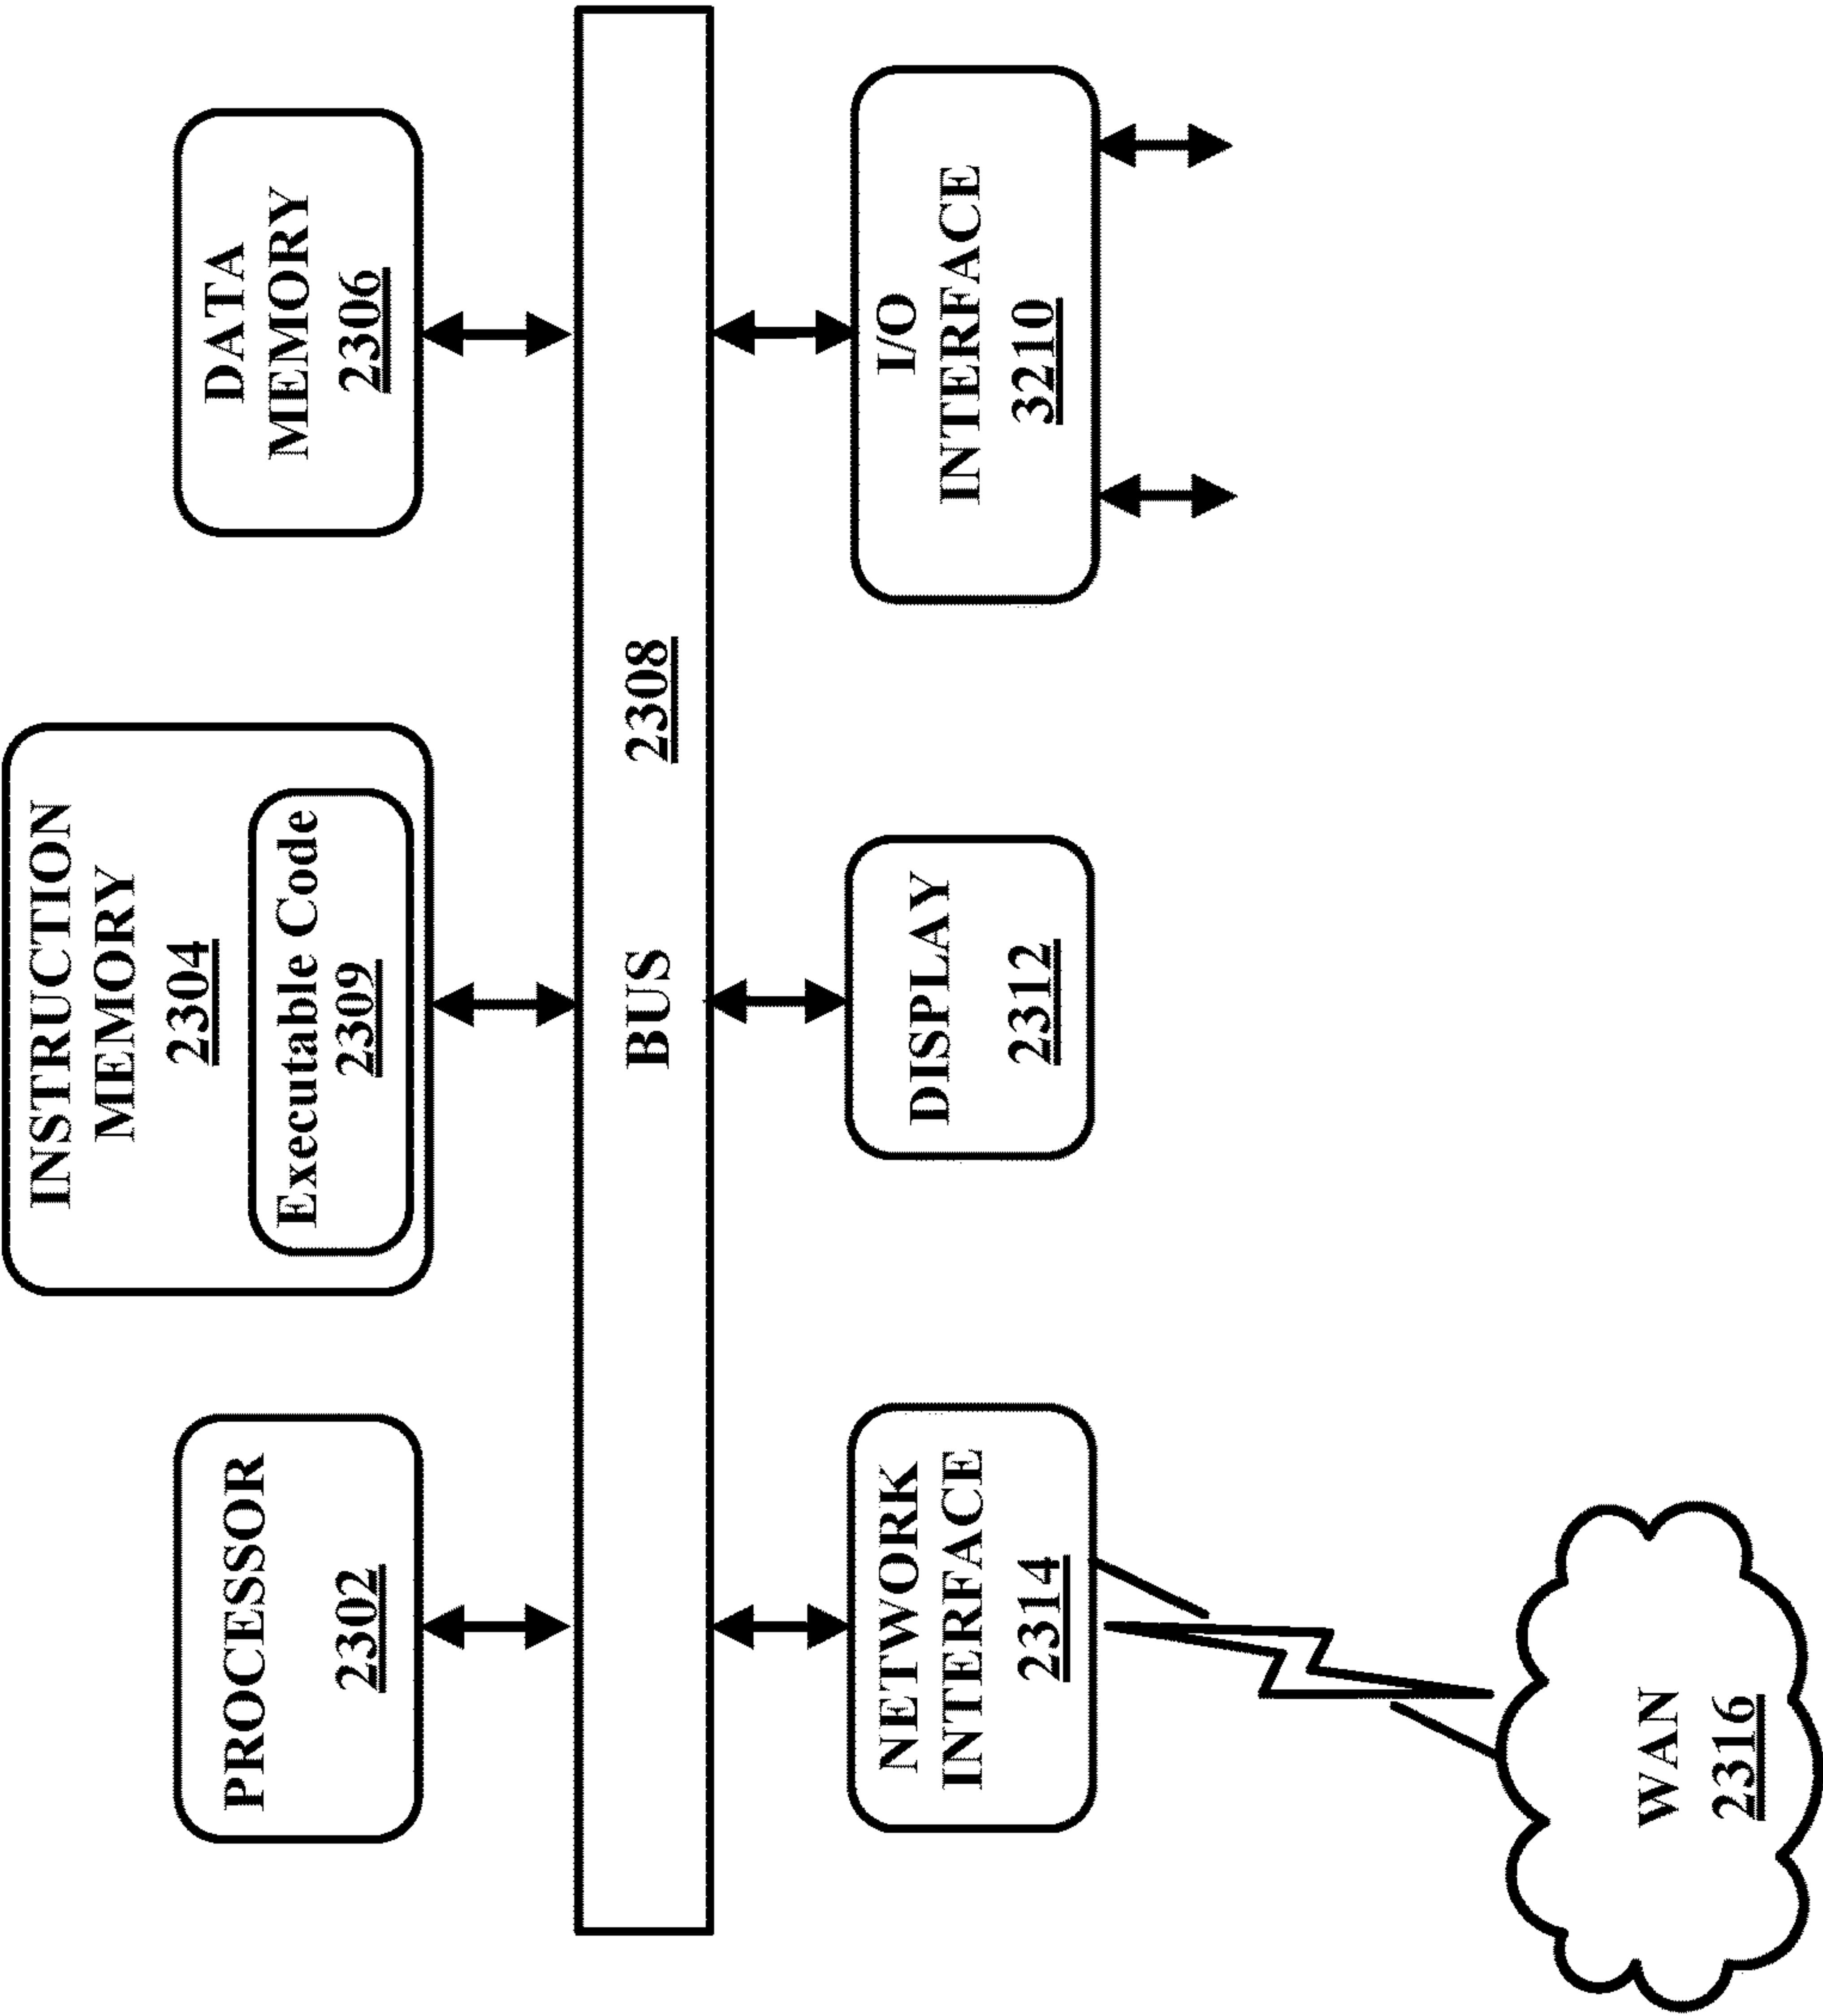 INSTRUCTION
MEMORY
2304
Executable Code
2309
PROCESSOR
2302
DATA
MEMORY
2306
BUS
2308
NETWORK
INTERFACE
2314
DISPLAY
2312
I/O
INTERFACE
3210
WAN
2316